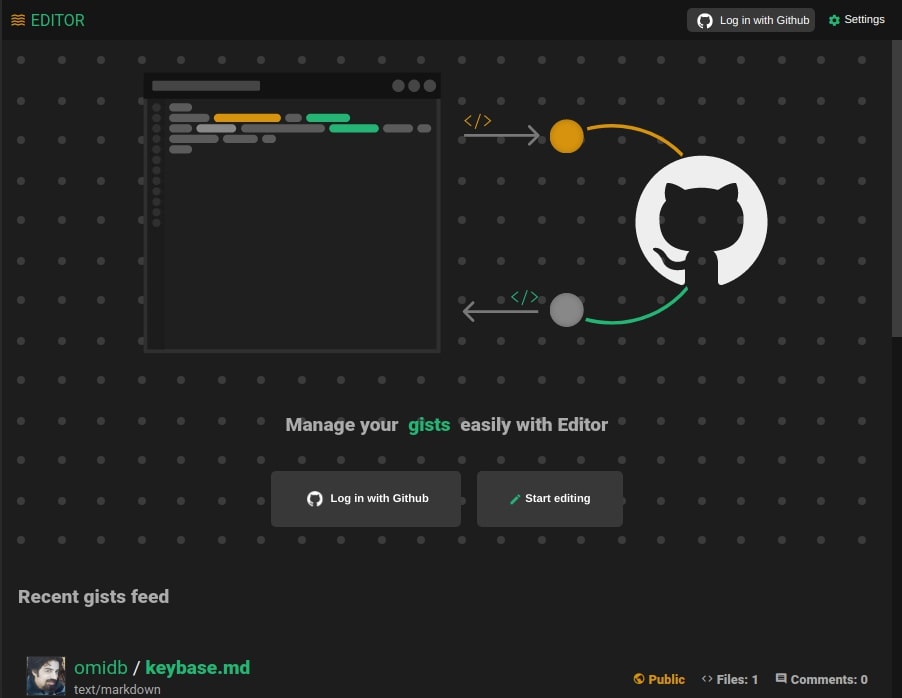 EDITOR
Log in with Github
Settings
</>
</>
Manage your gists easily with Editor
Log in with Github
Start editing
Recent gists feed
omidb / keybase.md
text/markdown
Public
<> Files: 1
Comments: 0